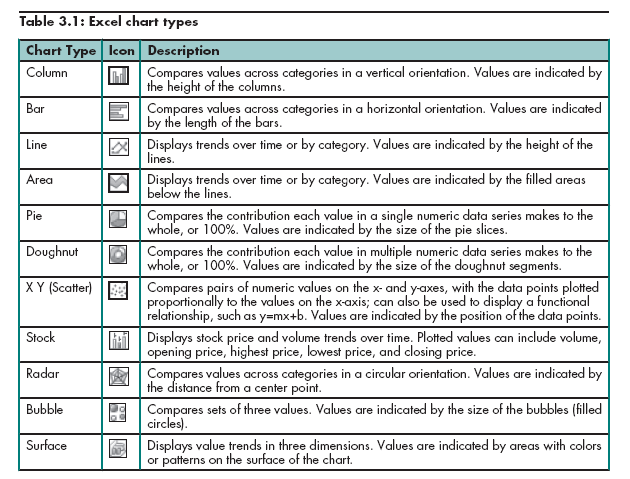 Table 3.1: Excel chart types
Chart Type Icon Description
Column Compares values across categories in a vertical orientation. Values are indicated by
the height of the columns.
Bar Compares values across categories in a horizontal orientation. Values are indicated
by the length of the bars.
Line Displays trends over time or by category. Values are indicated by the height of the
lines.
Area Displays trends over time or by category. Values are indicated by the filled areas
below the lines.
Pie Compares the contribution each value in a single numeric data series makes to the
whole, or 100%. Values are indicated by the size of the pie slices.
Doughnut Compares the contribution each value in multiple numeric data series makes to the
whole, or 100%. Values are indicated by the size of the doughnut segments.
X Y (Scatter) Compares pairs of numeric values on the x- and y-axes, with the data points plotted
proportionally to the values on the x-axis; can also be used to display a functional
relationship, such as y=mx+b. Values are indicated by the position of the data points.
Stock Displays stock price and volume trends over time. Plotted values can include volume,
opening price, highest price, lowest price, and closing price.
Radar Compares values across categories in a circular orientation. Values are indicated by
the distance from a center point.
Bubble Compares sets of three values. Values are indicated by the size of the bubbles (filled
circles).
Surface Displays value trends in three dimensions. Values are indicated by areas with colors
or patterns on the surface of the chart.